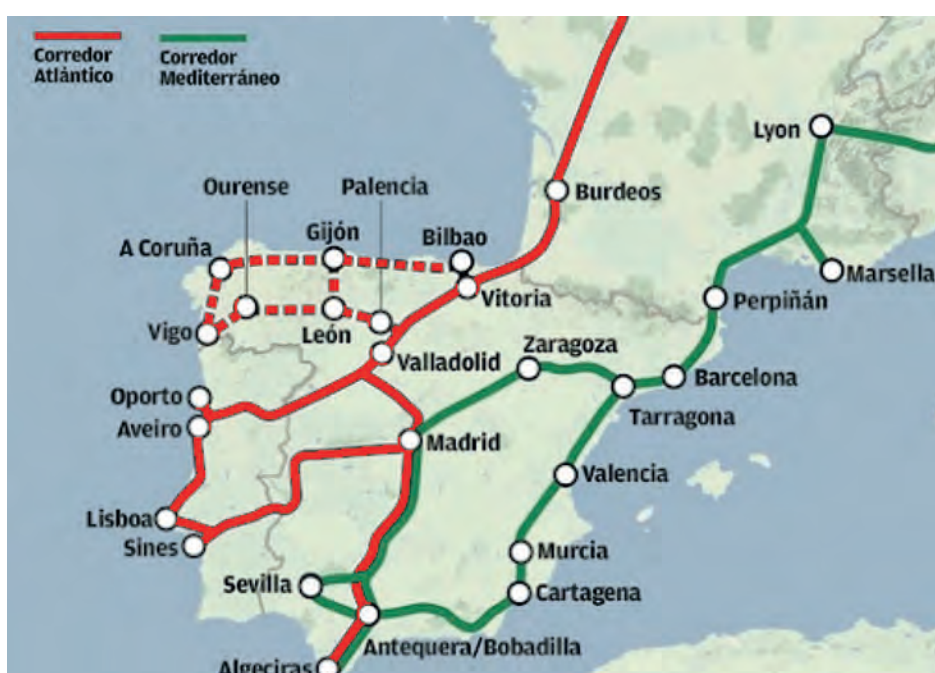 Corredor
Atlántico
Corredor
Mediterráneo
Lyon
Ourense
Palencia
Burdeos
A Coruña
Gijón
Bilbao
Marsella
Vitoria
Perpiñán
Vigo
León
Valladolid
Zaragoza
Barcelona
Oporto
Tarragona
Aveiro
Madrid
Valencia
Lisboa
Sines
Murcia
Sevilla
Cartagena
Antequera/Bobadilla
Algeciras